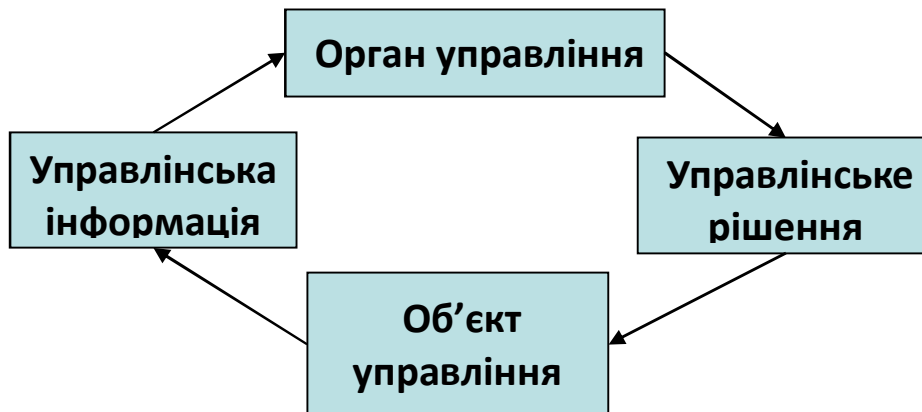 Орган управління
Управлінська
інформація
Управлінське
рішення
Об’єкт
управління